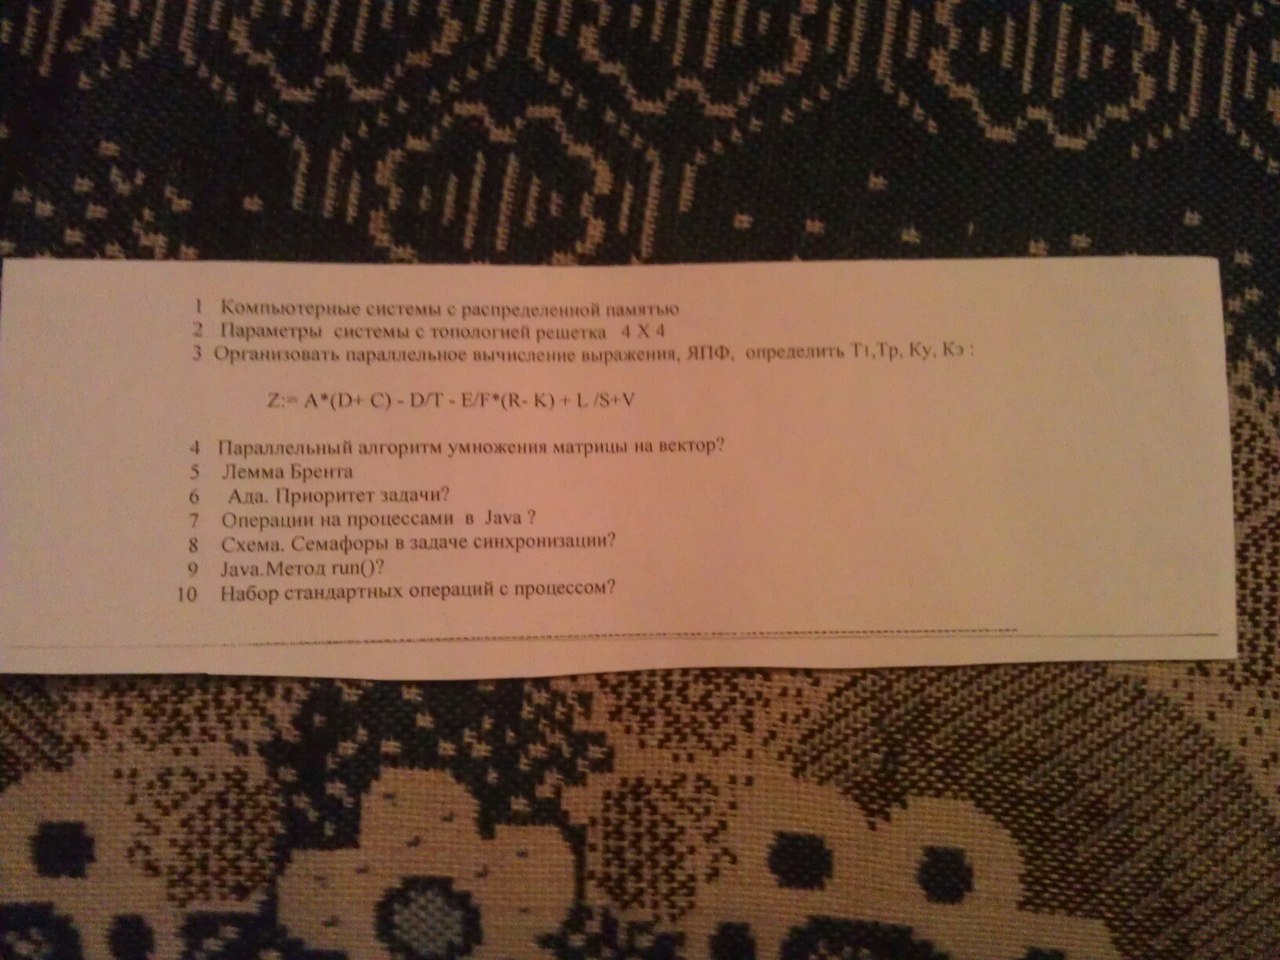 1 Компьютерные системы с распределенной памятью
2 Параметры системы с топологией решетка 4 X 4
3 Организовать параллельное вычисление выражения, ЯПФ, определить T1,Tp, Kу, Kэ :
Z:= A*(D+ C) - D/T - E/F*(R- K) + L /S+V
4 Параллельный алгоритм умножения матрицы на вектор?
5 Лемма Брента
6 Ада. Приоритет задачи?
7 Операции на процессами в Java ?
8 Схема. Семафоры в задаче синхронизации?
9 Java.Метод run()?
10 Набор стандартных операций с процессом?